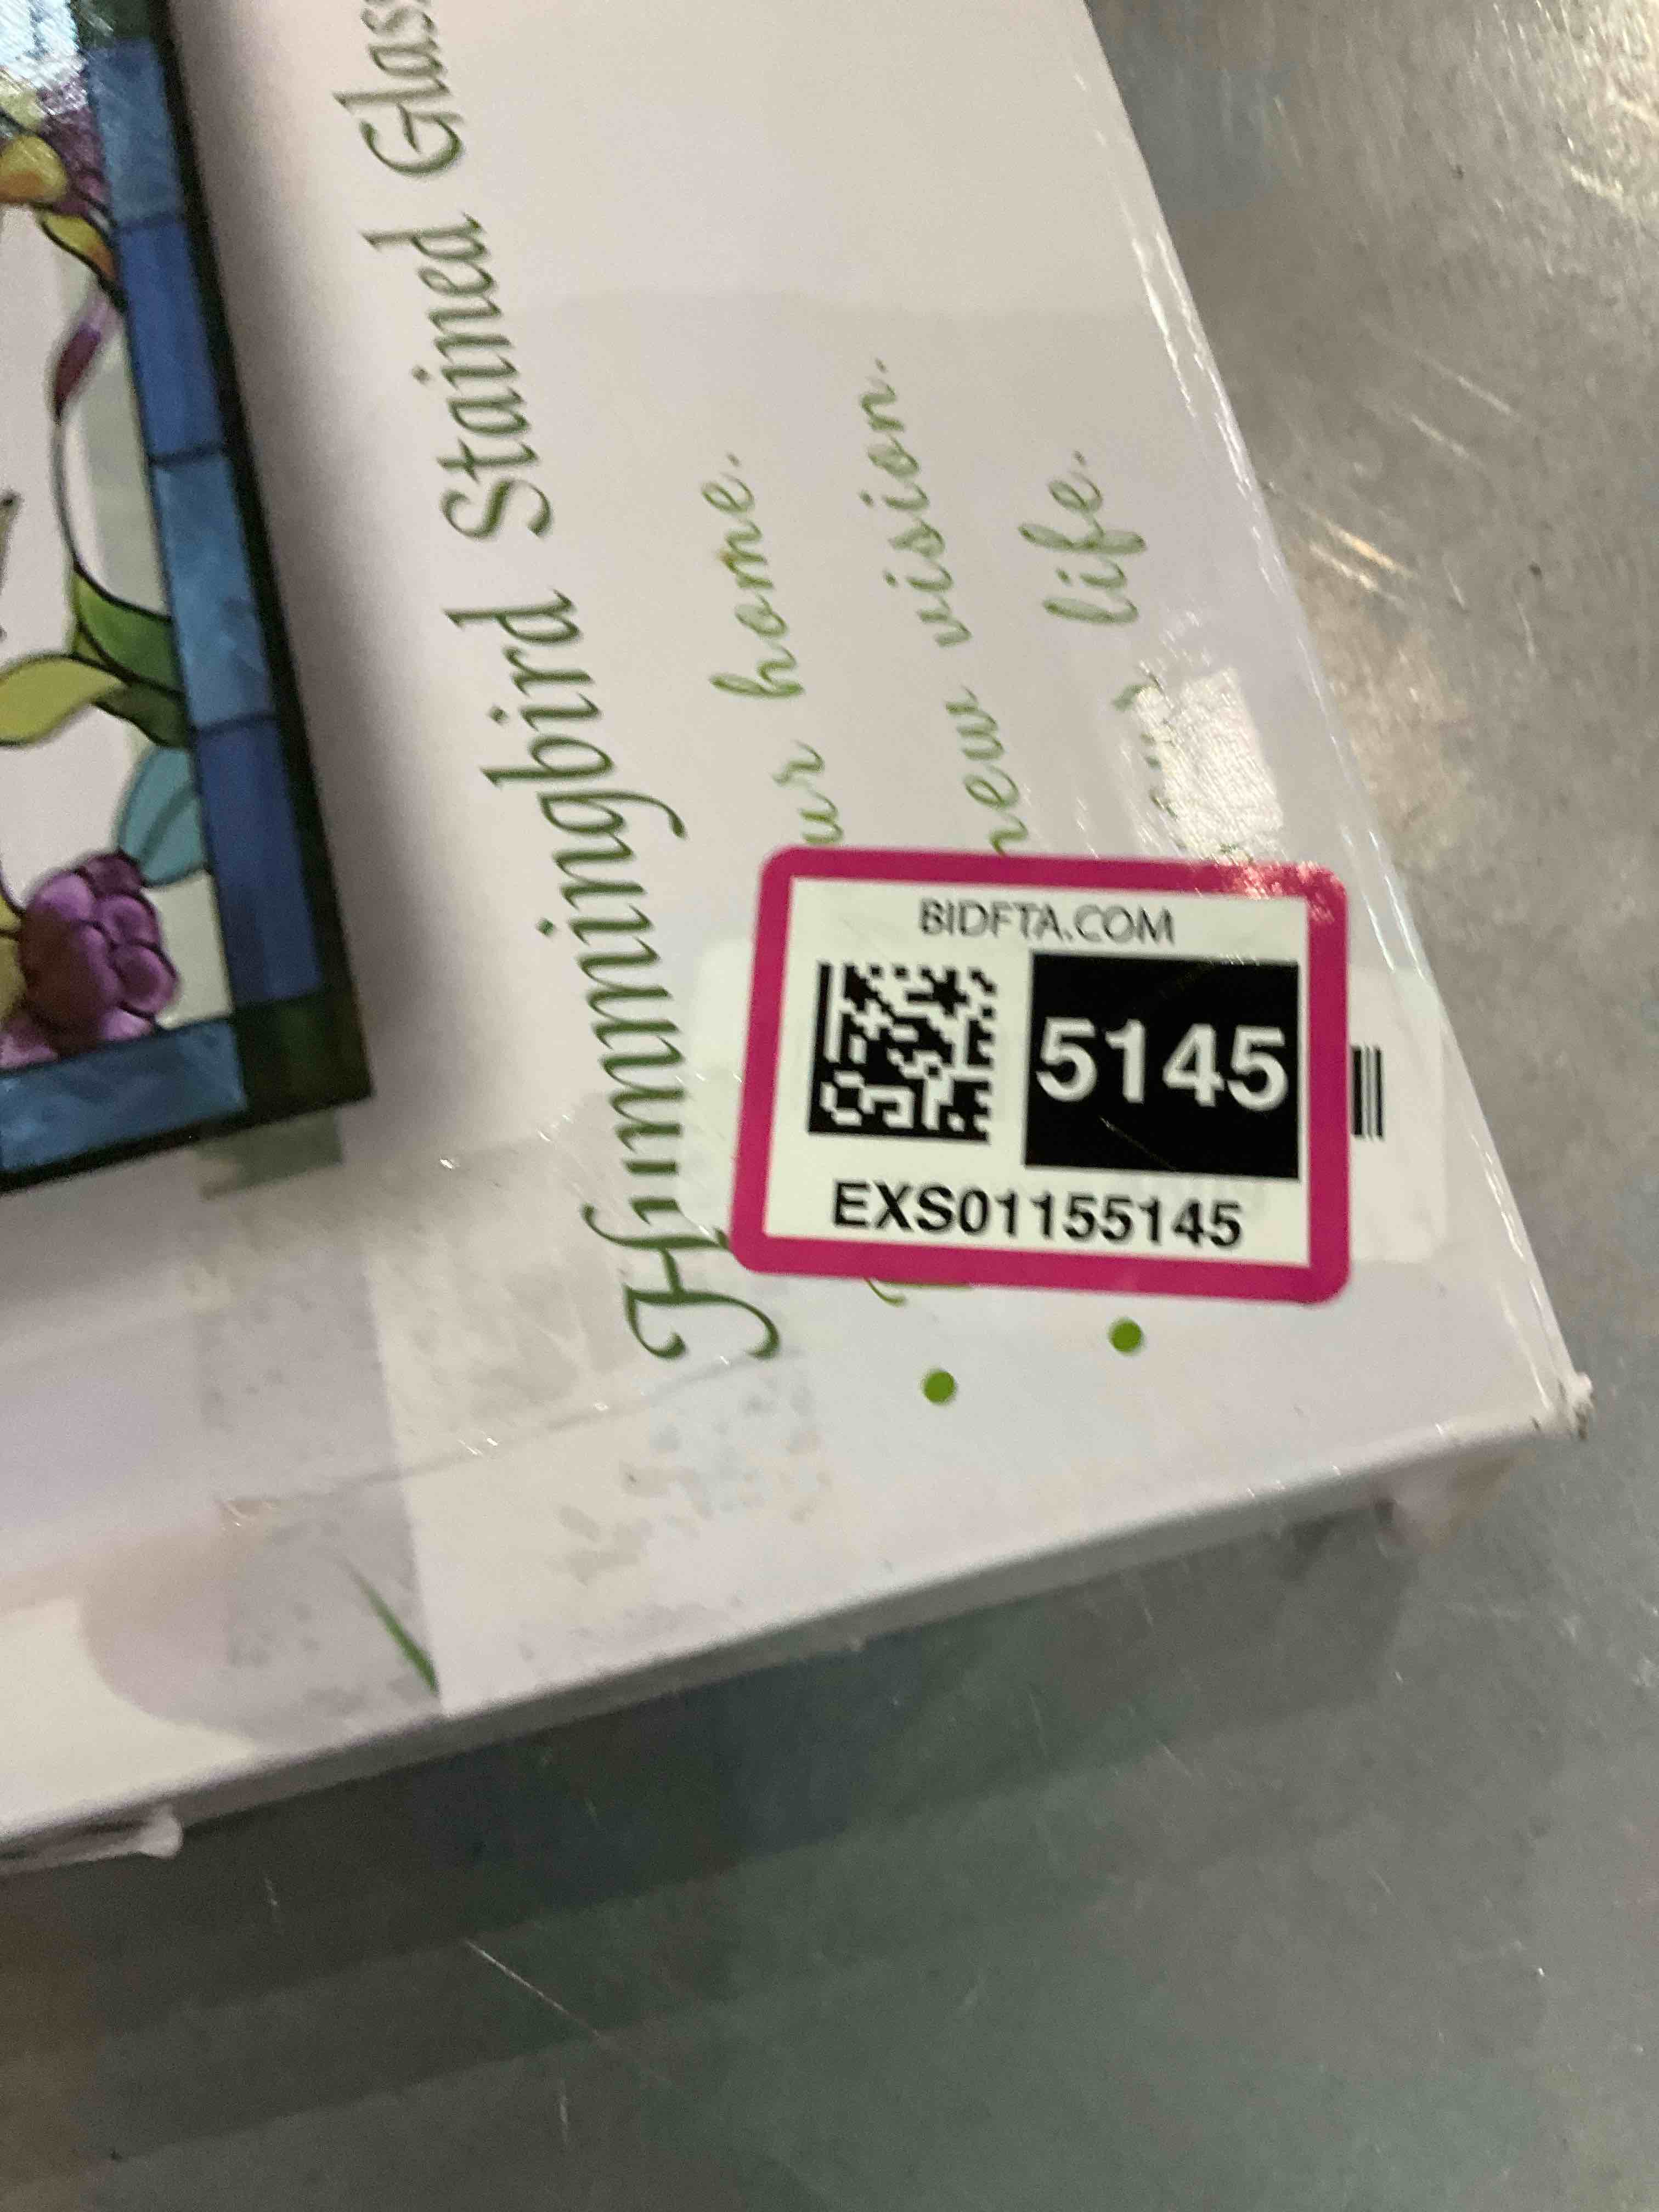 Hummingbird Stained Glass
home.
new vision.
life.
BIDFTA.COM
5145
EXS01155145